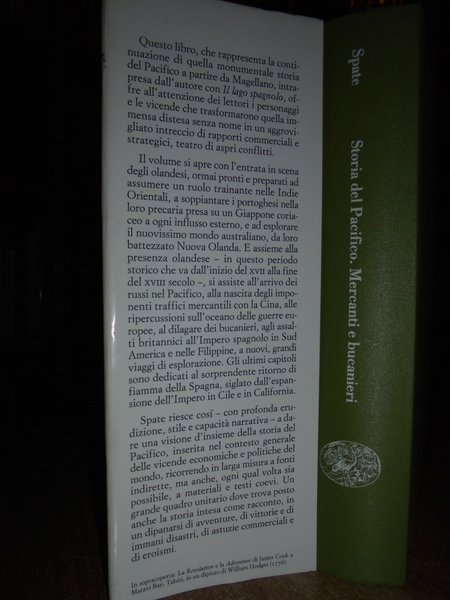 Questo libro, che rappresenta la conti-
nuazione di quella monumentale storia
del Pacifico a partire da Magellano, intra-
presa dall'autore con Il lago spagnolo, of-
fre all'attenzione dei lettori i personaggi
e le vicende che trasformarono quella im-
mensa distesa senza nome in un aggrovi-
gliato intreccio di rapporti commerciali e
strategici, teatro di aspri conflitti.
Il volume si apre con l'entrata in scena
degli olandesi, ormai pronti e preparati ad
assumere un ruolo trainante nelle Indie
Orientali, a soppiantare i portoghesi nella
loro precaria presa su un Giappone coria-
ceo a ogni influsso esterno, e ad esplorare
il nuovissimo mondo australiano, da loro
battezzato Nuova Olanda. E assieme alla
presenza olandese – in questo periodo
storico che va dall'inizio del XVII alla fine
del XVIII secolo –, si assiste all'arrivo dei
russi nel Pacifico, alla nascita degli impo-
nenti traffici mercantili con la Cina, alle
ripercussioni sull'oceano delle guerre euro-
pee, al dilagare dei bucanieri, agli assal-
ti britannici all'Impero spagnolo in Sud
America e nelle Filippine, a nuovi, grandi
viaggi di esplorazione. Gli ultimi capitoli
sono dedicati al sorprendente ritorno di
fiamma della Spagna, siglato dall'espan-
sione dell'Impero in Cile e in California.
Spate riesce cosí – con profonda eru-
dizione, stile e capacità narrativa – a da-
re una visione d'insieme della storia del
Pacifico, inserita nel contesto generale
delle vicende economiche e politiche del
mondo, ricorrendo in larga misura a fonti
indirette, ma anche, ogni qual volta sia
possibile, a materiali e testi coevi. Un
grande quadro unitario dove trova posto
anche la storia intesa come racconto, in
un dipanarsi di avventure, di vittorie e di
immani disastri, di astuzie commerciali e
di eroismi.
In sopracoperta: La Resolution e la Adventure di James Cook a
Matavi Bay, Tahiti, in un dipinto di William Hodges (1776).
Spate Storia del Pacifico. Mercanti e bucanieri